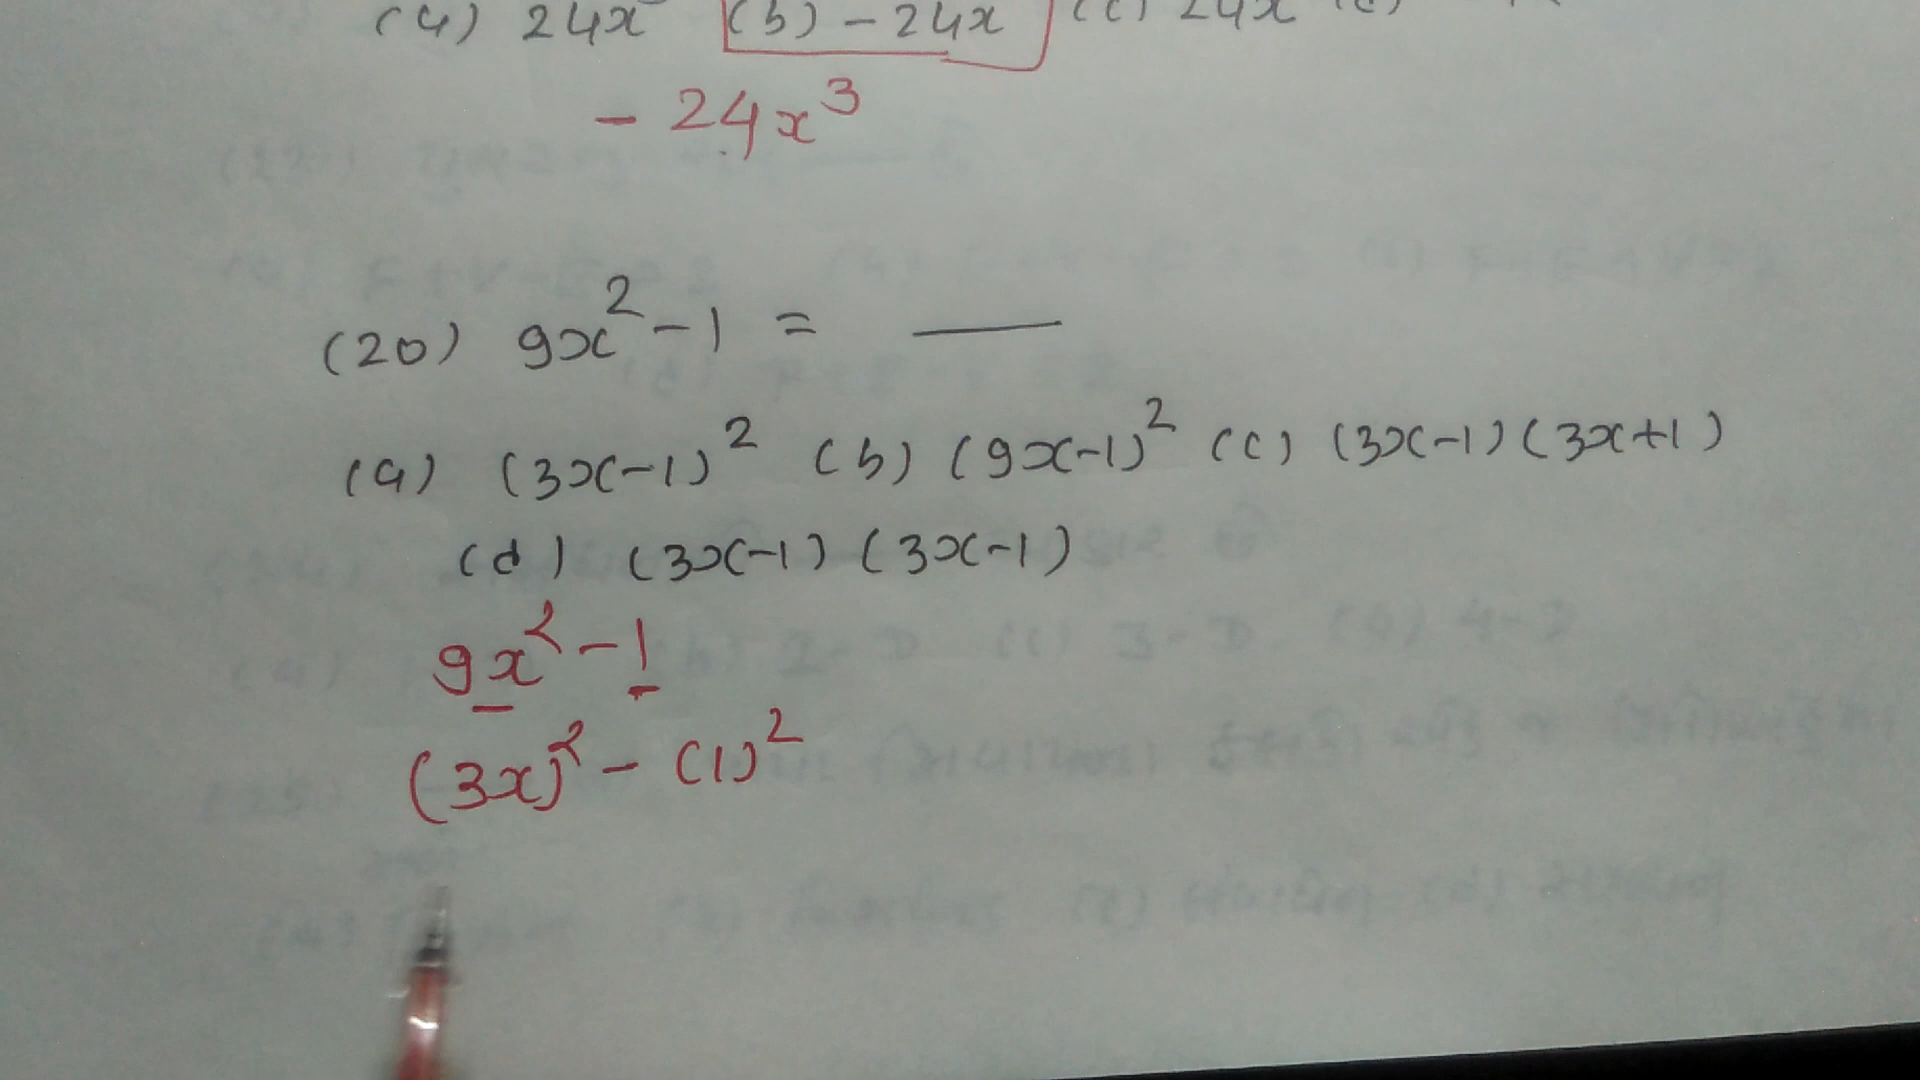 (a) 24x (b) - 24x (c) 24x
- 24x³
(20) 9x² - 1 = ___
(a) (3x-1)² (b) (9x-1)² (c) (3x-1)(3x+1)
(d) (3x-1)(3x-1)
9x² - 1
(3x)² - (1)²